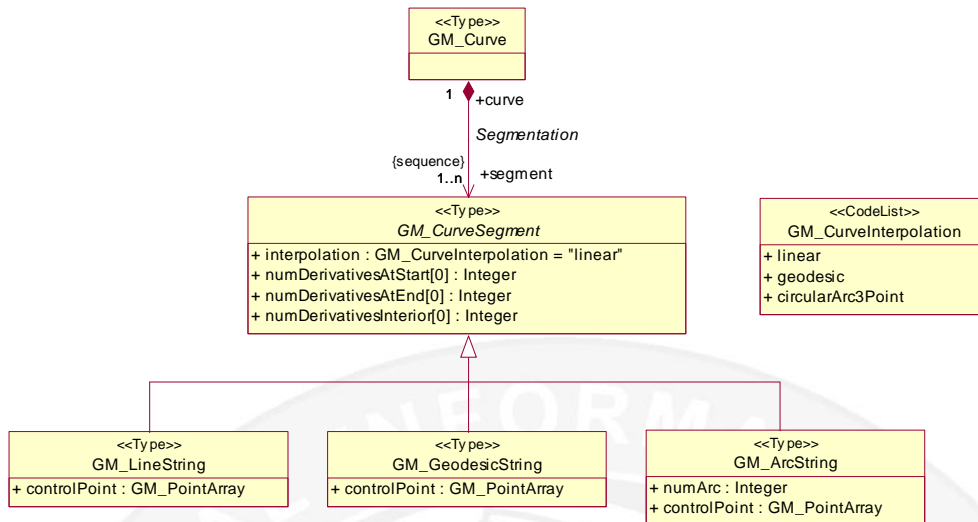 <<Type>>
GM_Curve
1
+curve
Segmentation
{sequence}
1..n
+segment
<<Type>>
GM_CurveSegment
+ interpolation : GM_CurveInterpolation = "linear"
+ numDerivativesAtStart[0] : Integer
+ numDerivativesAtEnd[0] : Integer
+ numDerivativesInterior[0] : Integer
<<CodeList>>
GM_CurveInterpolation
+ linear
+ geodesic
+ circularArc3Point
<<Type>>
GM_LineString
+ controlPoint : GM_PointArray
<<Type>>
GM_GeodesicString
+ controlPoint : GM_PointArray
<<Type>>
GM_ArcString
+ numArc : Integer
+ controlPoint : GM_PointArray